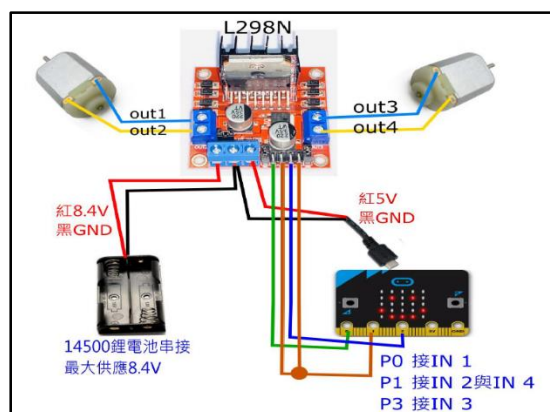 L298N
out1
out2
out3
out4
紅8.4V
黑GND
紅5V
黑GND
14500鋰電池串接
最大供應8.4V
P0 接IN 1
P1 接IN 2與IN 4
P3 接IN 3